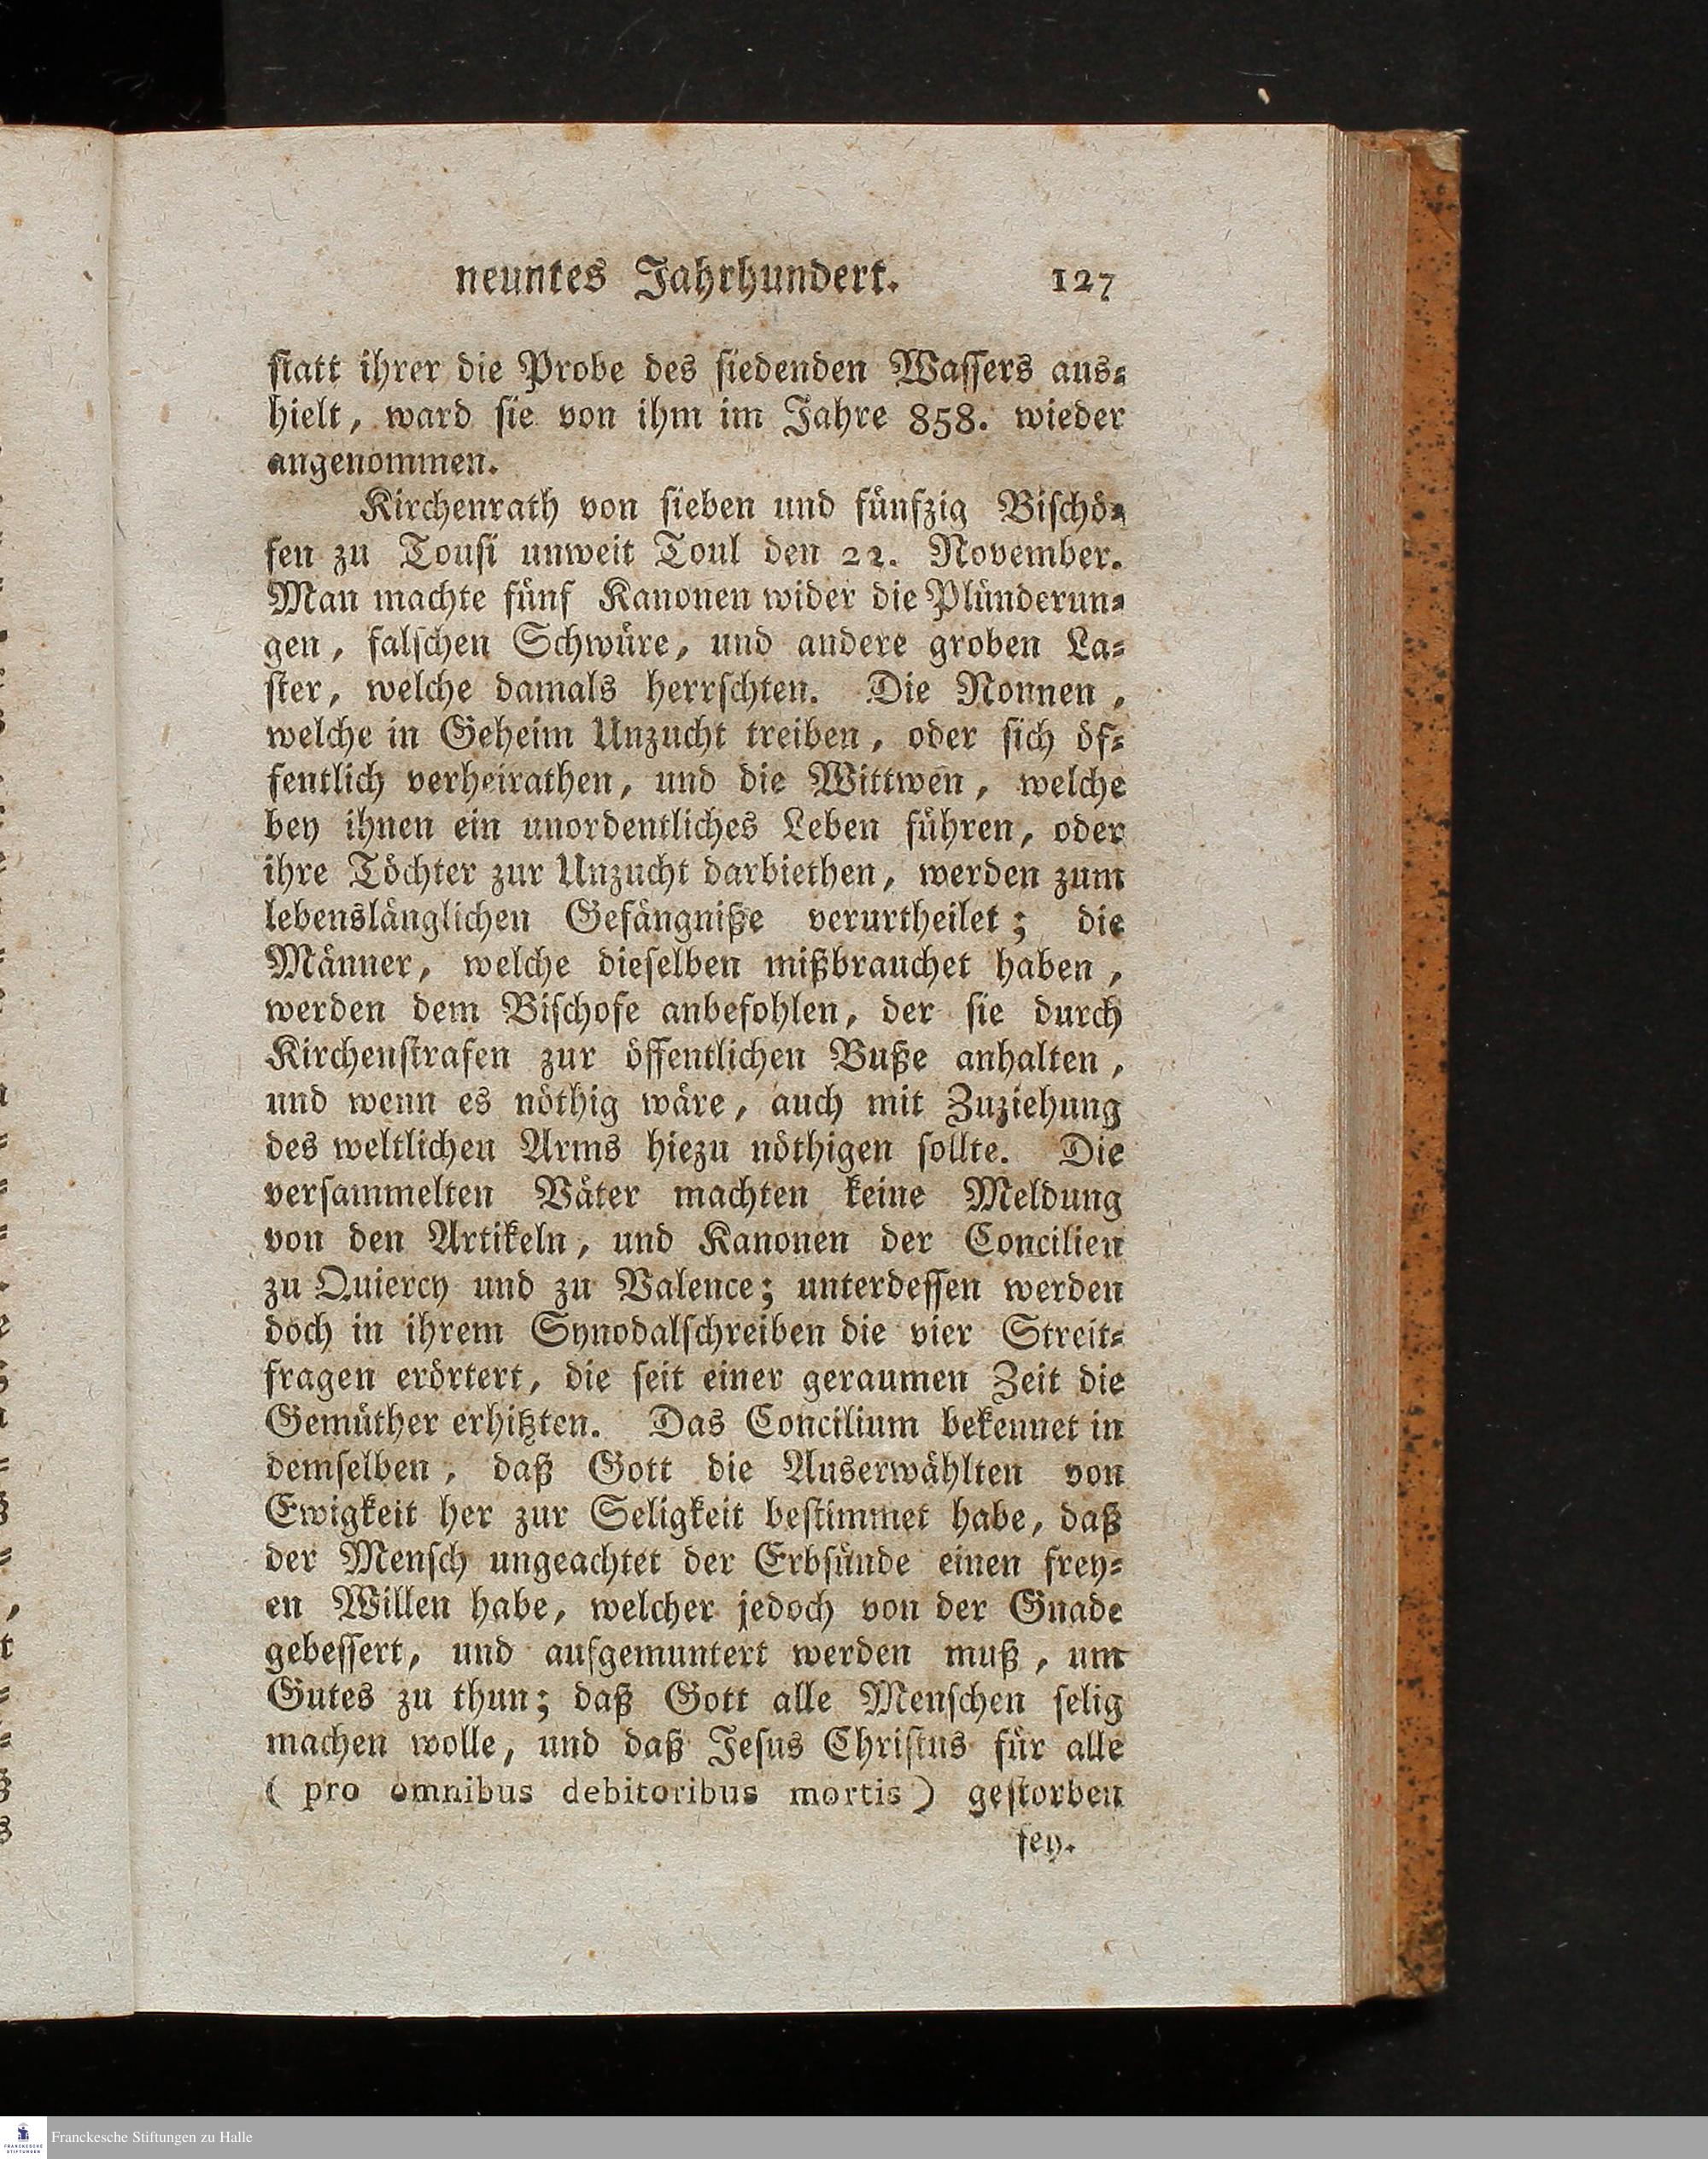 neuntes Jahrhundert. 127
statt ihrer die Probe des siedenden Wassers aus⸗
hielt, ward sie von ihm im Jahre 858. wieder
angenommen.
Kirchenrath von sieben und fünfzig Bischö⸗
fen zu Tousi unweit Toul den 22. November.
Man machte fünf Kanonen wider die Plünderun⸗
gen, falschen Schwüre, und andere groben La⸗
ster, welche damals herrschten. Die Nonnen,
welche in Geheim Unzucht treiben, oder sich öf⸗
fentlich verheirathen, und die Wittwen, welche
bey ihnen ein unordentliches Leben führen, oder
ihre Töchter zur Unzucht darbiethen, werden zum
lebenslänglichen Gefängniße verurtheilet; die
Männer, welche dieselben mißbrauchet haben,
werden dem Bischofe anbefohlen, der sie durch
Kirchenstrafen zur öffentlichen Buße anhalten,
und wenn es nöthig wäre, auch mit Zuziehung
des weltlichen Arms hiezu nöthigen sollte. Die
versammelten Väter machten keine Meldung
von den Artikeln, und Kanonen der Concilien
zu Quiercy und zu Valence; unterdessen werden
doch in ihrem Synodalschreiben die vier Streit⸗
fragen erörtert, die seit einer geraumen Zeit die
Gemüther erhitzten. Das Concilium bekennet in
demselben, daß Gott die Auserwählten von
Ewigkeit her zur Seligkeit bestimmet habe, daß
der Mensch ungeachtet der Erbsünde einen frey⸗
en Willen habe, welcher jedoch von der Gnade
gebessert, und aufgemuntert werden muß, um
Gutes zu thun; daß Gott alle Menschen selig
machen wolle, und daß Jesus Christus für alle
( pro omnibus debitoribus mortis) gestorben
sey.
Franckesche Stiftungen zu Halle